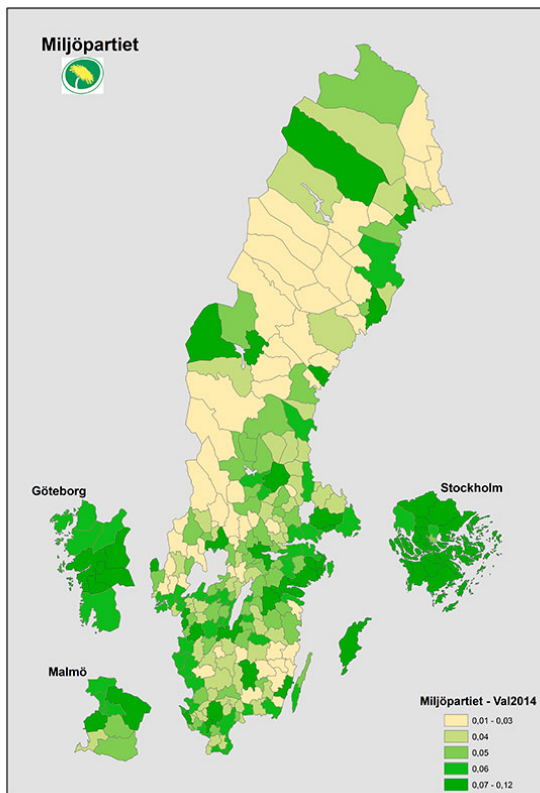 Miljöpartiet
Göteborg
Stockholm
Malmö
Miljöpartiet - Val2014
0,01 - 0,03
0,04
0,05
0,06
0,07 - 0,12